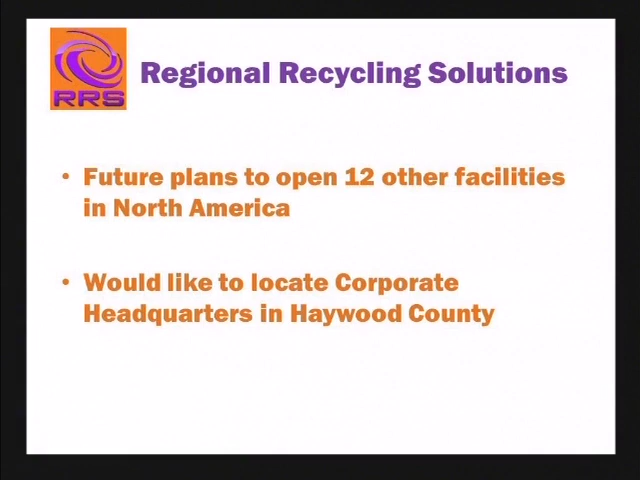 RRS
Regional Recycling Solutions
• Future plans to open 12 other facilities
in North America
• Would like to locate Corporate
Headquarters in Haywood County